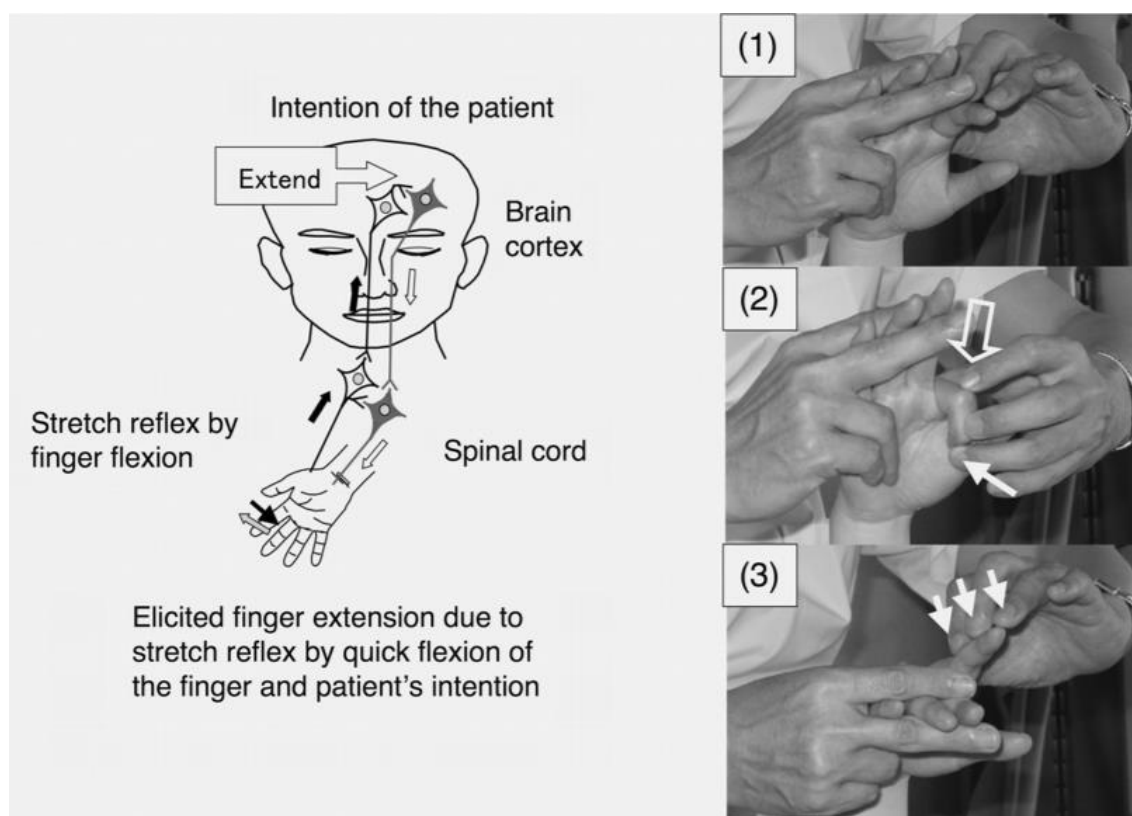 Intention of the patient
Extend
Brain
cortex
Stretch reflex by
finger flexion
Spinal cord
Elicited finger extension due to
stretch reflex by quick flexion of
the finger and patient's intention
(1)
(2)
(3)